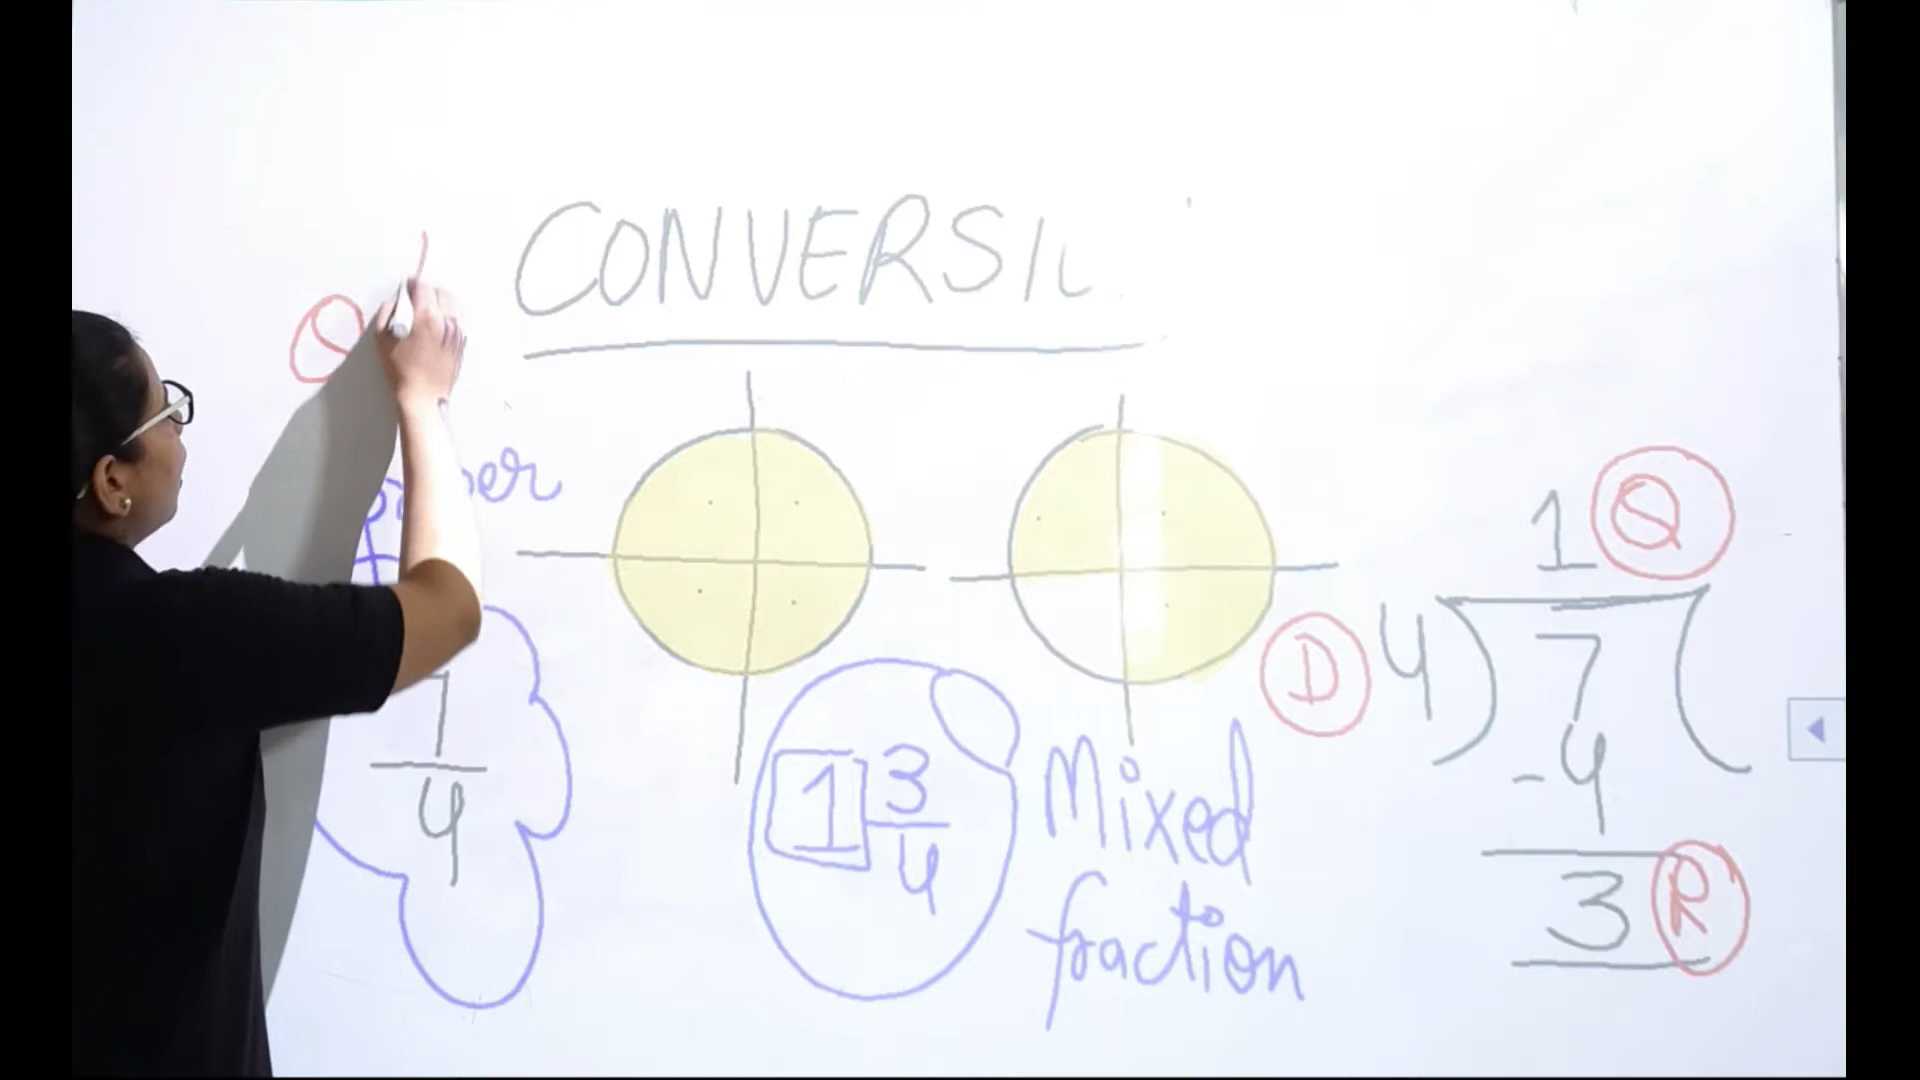 CONVERSI
Q
1 Q
D 4 7
-4
3 R
7
4
1 3
4
Mixed
fraction